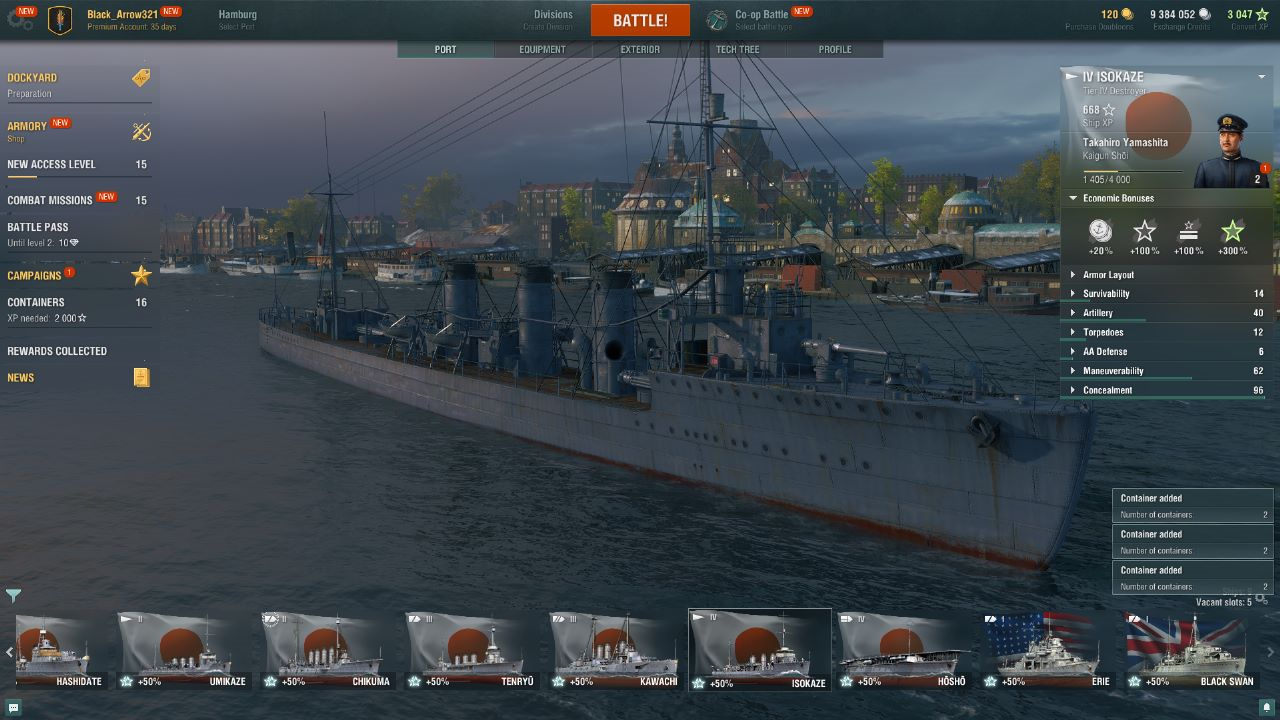 NEW
Black_Arrow321 NEW
Premium Account: 35 days
Hamburg
Select Port
Divisions
Create Division
BATTLE!
Co-op Battle NEW
Select battle type
120
Purchase Doubloons
9 384 052
Exchange Credits
3 047
Convert XP
PORT
EQUIPMENT
EXTERIOR
TECH TREE
PROFILE
DOCKYARD
Preparation
ARMORY NEW
Shop
NEW ACCESS LEVEL 15
COMBAT MISSIONS NEW 15
BATTLE PASS
Until level 2: 10
CAMPAIGNS 1
CONTAINERS 16
XP needed: 2 000
REWARDS COLLECTED
NEWS
IV ISOKAZE
Tier IV Destroyer
668
Ship XP
Takahiro Yamashita
Kaigun Shōi
1 405/4 000
1
2
Economic Bonuses
+20% +100% +100% +300%
Armor Layout
Survivability 14
Artillery 40
Torpedoes 12
AA Defense 6
Maneuverability 62
Concealment 96
Container added
Number of containers 2
Container added
Number of containers 2
Container added
Number of containers 2
Vacant slots: 5
HASHIDATE
II
+50% UMIKAZE
II
+50% CHIKUMA
III
+50% TENRYŪ
III
+50% KAWACHI
IV
+50% ISOKAZE
IV
+50% HŌSHŌ
I
+50% ERIE
I
+50% BLACK SWAN